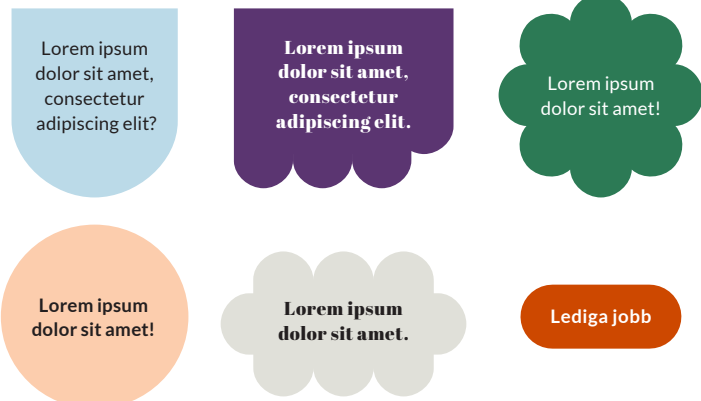 Lorem ipsum
dolor sit amet,
consectetur
adipiscing elit?
Lorem ipsum
dolor sit amet,
consectetur
adipiscing elit.
Lorem ipsum
dolor sit amet!
Lorem ipsum
dolor sit amet!
Lorem ipsum
dolor sit amet.
Lediga jobb